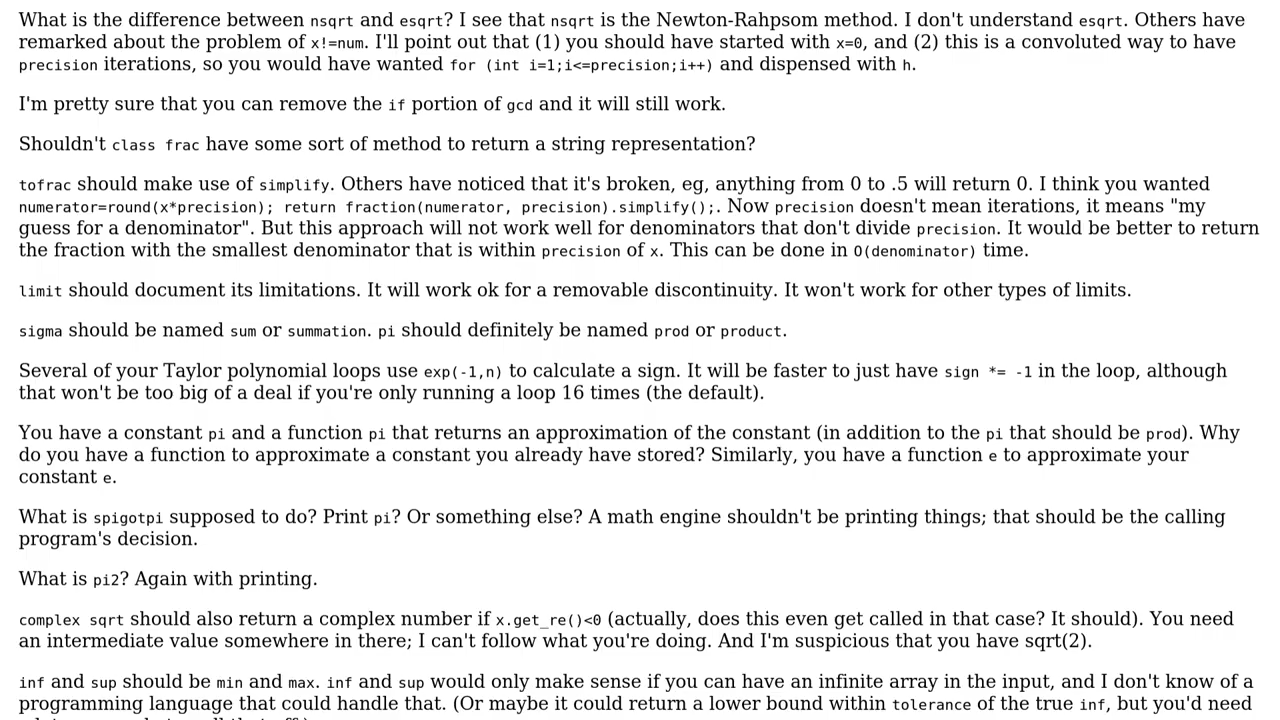 What is the difference between nsqrt and esqrt? I see that nsqrt is the Newton-Rahpsom method. I don't understand esqrt. Others have
remarked about the problem of x!=num. I'll point out that (1) you should have started with x=0, and (2) this is a convoluted way to have
precision iterations, so you would have wanted for (int i=1;i<=precision;i++) and dispensed with h.
I'm pretty sure that you can remove the if portion of gcd and it will still work.
Shouldn't class frac have some sort of method to return a string representation?
tofrac should make use of simplify. Others have noticed that it's broken, eg, anything from 0 to .5 will return 0. I think you wanted
numerator=round(x*precision); return fraction(numerator, precision).simplify();. Now precision doesn't mean iterations, it means "my
guess for a denominator". But this approach will not work well for denominators that don't divide precision. It would be better to return
the fraction with the smallest denominator that is within precision of x. This can be done in O(denominator) time.
limit should document its limitations. It will work ok for a removable discontinuity. It won't work for other types of limits.
sigma should be named sum or summation. pi should definitely be named prod or product.
Several of your Taylor polynomial loops use exp(-1,n) to calculate a sign. It will be faster to just have sign *= -1 in the loop, although
that won't be too big of a deal if you're only running a loop 16 times (the default).
You have a constant pi and a function pi that returns an approximation of the constant (in addition to the pi that should be prod). Why
do you have a function to approximate a constant you already have stored? Similarly, you have a function e to approximate your
constant e.
What is spigotpi supposed to do? Print pi? Or something else? A math engine shouldn't be printing things; that should be the calling
program's decision.
What is pi2? Again with printing.
complex sqrt should also return a complex number if x.get_re()<0 (actually, does this even get called in that case? It should). You need
an intermediate value somewhere in there; I can't follow what you're doing. And I'm suspicious that you have sqrt(2).
inf and sup should be min and max. inf and sup would only make sense if you can have an infinite array in the input, and I don't know of a
programming language that could handle that. (Or maybe it could return a lower bound within tolerance of the true inf, but you'd need